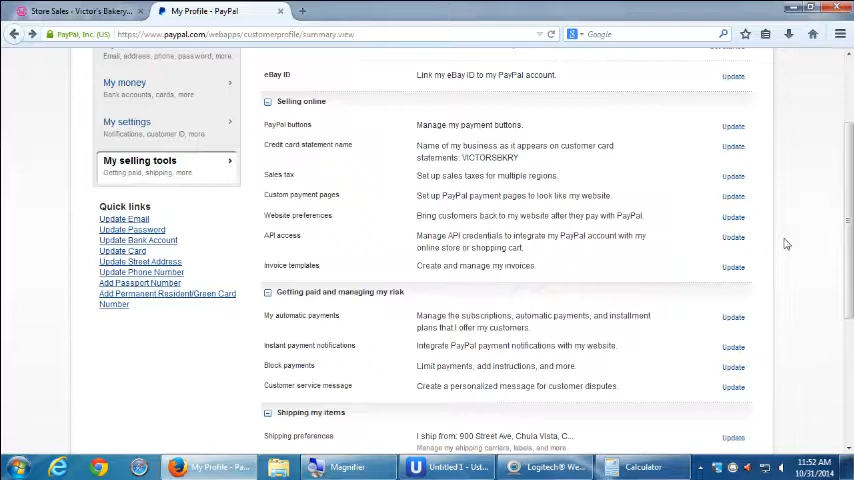 Store Sales - Victor's Bakery...
My Profile - PayPal
PayPal, Inc. (US)
https://www.paypal.com/webapps/customerprofile/summary.view
Google
Email, address, phone, password, more.
My money
Bank accounts, cards, more
My settings
Notifications, customer ID, more
My selling tools
Getting paid, shipping, more.
Quick links
Update Email
Update Password
Update Bank Account
Update Card
Update Street Address
Update Phone Number
Add Passport Number
Add Permanent Resident/Green Card
Number
eBay ID Link my eBay ID to my PayPal account. Update
Selling online
PayPal buttons Manage my payment buttons. Update
Credit card statement name Name of my business as it appears on customer card Update
statements: VICTORSBKRY
Sales tax Set up sales taxes for multiple regions. Update
Custom payment pages Set up PayPal payment pages to look like my website. Update
Website preferences Bring customers back to my website after they pay with PayPal. Update
API access Manage API credentials to integrate my PayPal account with my Update
online store or shopping cart.
Invoice templates Create and manage my invoices. Update
Getting paid and managing my risk
My automatic payments Manage the subscriptions, automatic payments, and installment Update
plans that I offer my customers.
Instant payment notifications Integrate PayPal payment notifications with my website. Update
Block payments Limit payments, add instructions, and more. Update
Customer service message Create a personalized message for customer disputes. Update
Shipping my items
Shipping preferences I ship from: 980 Street Ave, Chula Vista, C... Update
Manage my shipping carriers, labels, and more.
My Profile - Pa...
Magnifier
Untitled 1 - Ust...
Logitech® We...
Calculator
11:52 AM
10/31/2014